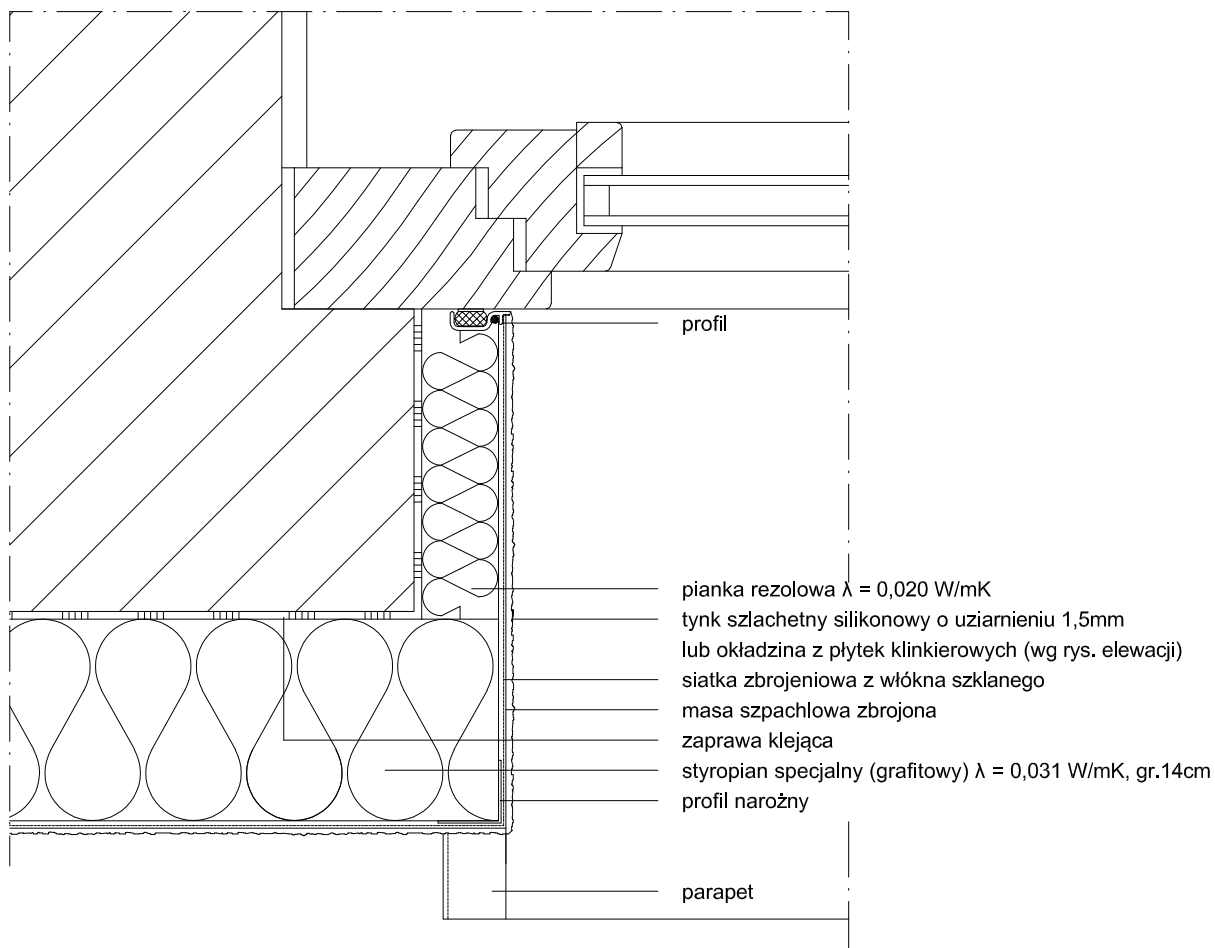 profil
pianka rezolowa λ = 0,020 W/mK
tynk szlachetny silikonowy o uziarnieniu 1,5mm
lub okładzina z płytek klinkierowych (wg rys. elewacji)
siatka zbrojeniowa z włókna szklanego
masa szpachlowa zbrojona
zaprawa klejąca
styropian specjalny (grafitowy) λ = 0,031 W/mK, gr.14cm
profil narożny
parapet